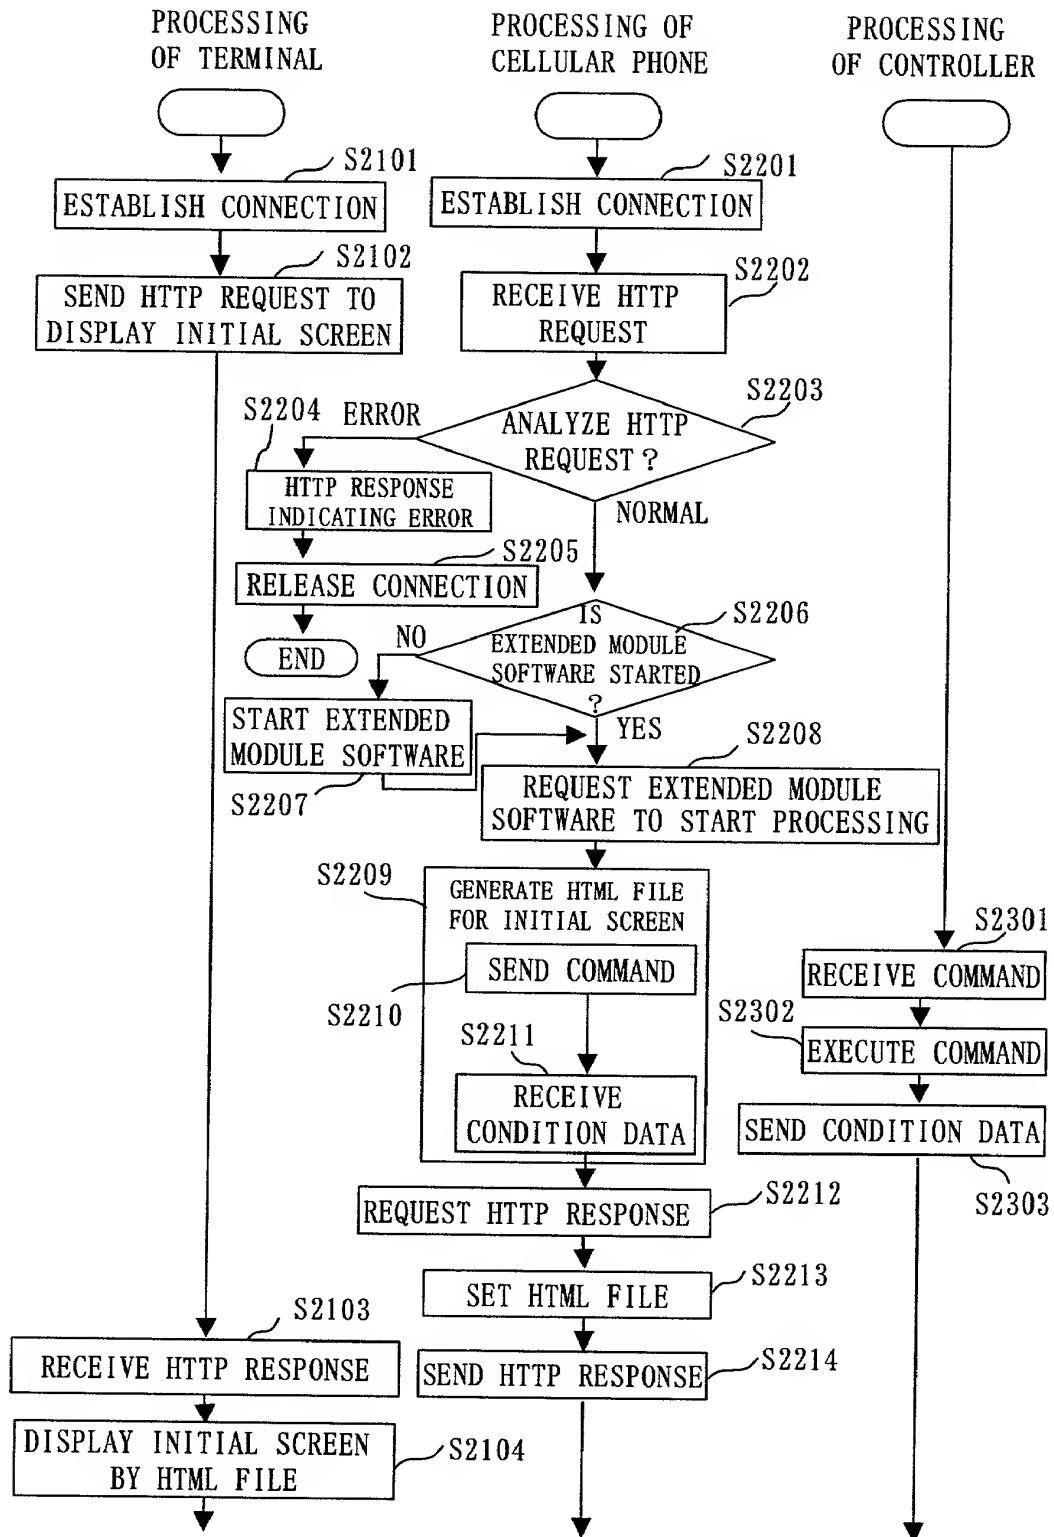 PROCESSING
OF TERMINAL
PROCESSING OF
CELLULAR PHONE
PROCESSING
OF CONTROLLER
S2101
ESTABLISH CONNECTION
S2201
ESTABLISH CONNECTION
S2102
SEND HTTP REQUEST TO
DISPLAY INITIAL SCREEN
S2202
RECEIVE HTTP
REQUEST
S2203
ANALYZE HTTP
REQUEST?
ERROR
S2204
HTTP RESPONSE
INDICATING ERROR
NORMAL
S2205
RELEASE CONNECTION
END
S2206
IS
EXTENDED MODULE
SOFTWARE STARTED
?
NO
YES
START EXTENDED
MODULE SOFTWARE
S2207
S2208
REQUEST EXTENDED MODULE
SOFTWARE TO START PROCESSING
S2209
GENERATE HTML FILE
FOR INITIAL SCREEN
SEND COMMAND
S2210
S2211
RECEIVE
CONDITION DATA
S2301
RECEIVE COMMAND
S2302
EXECUTE COMMAND
SEND CONDITION DATA
S2303
REQUEST HTTP RESPONSE
S2212
SET HTML FILE
S2213
SEND HTTP RESPONSE
S2214
S2103
RECEIVE HTTP RESPONSE
DISPLAY INITIAL SCREEN
BY HTML FILE
S2104